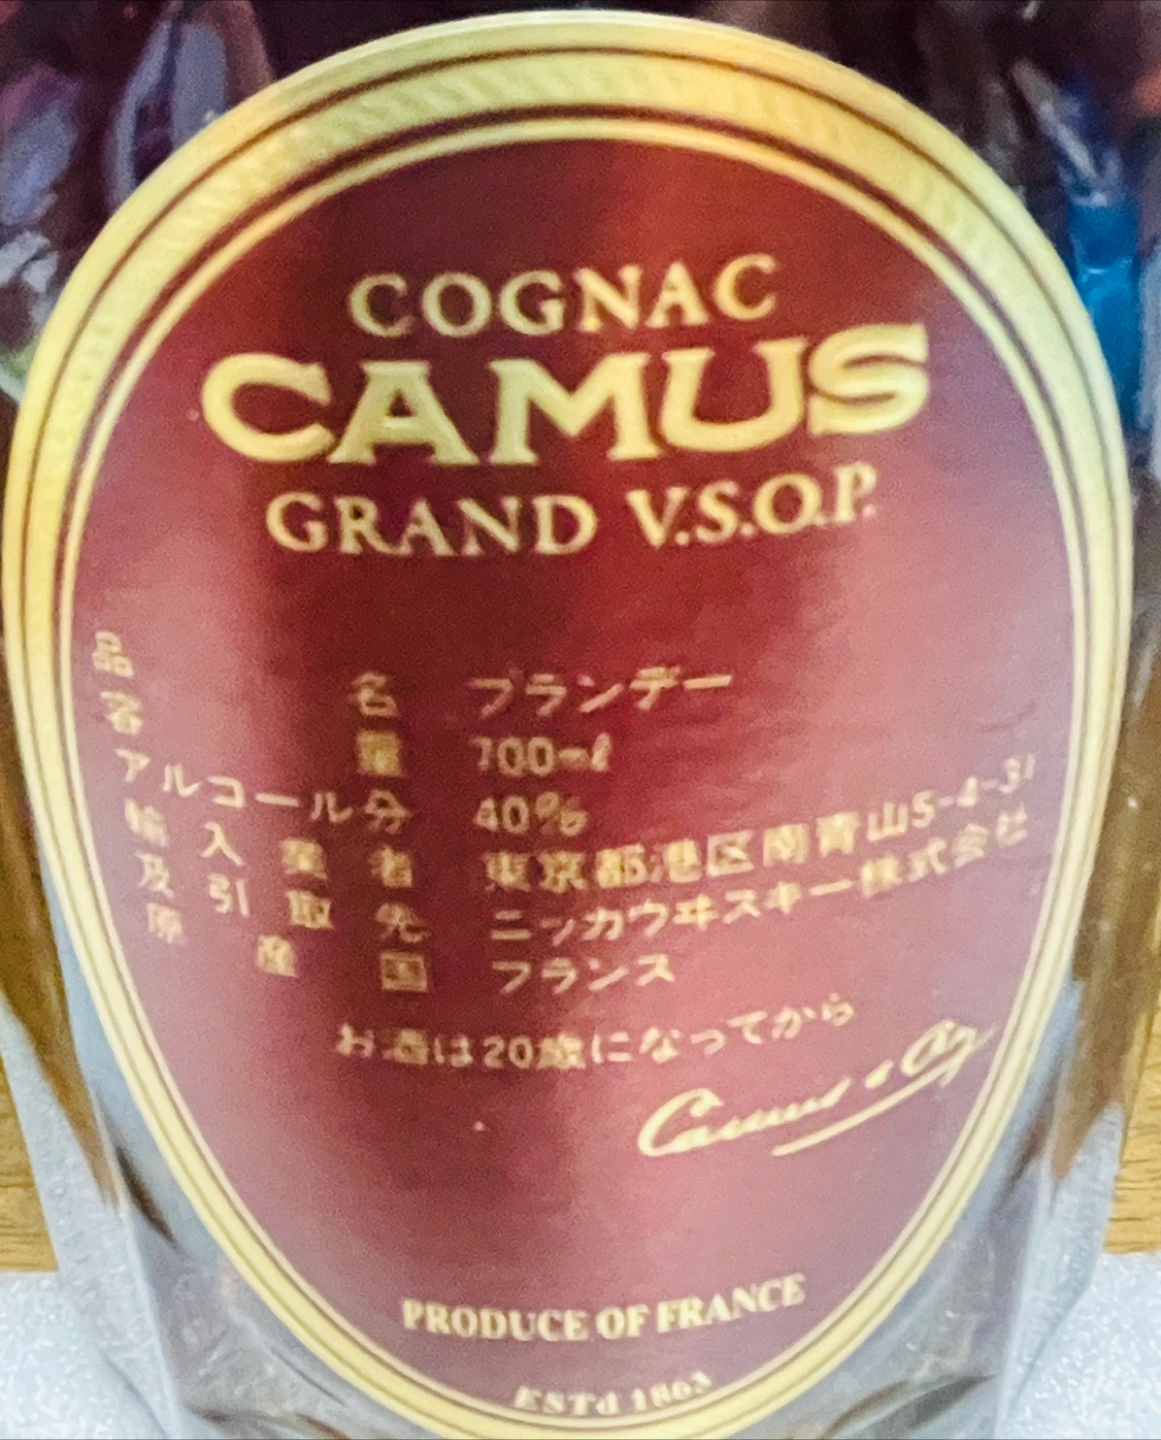 COGNAC
CAMUS
GRAND V.S.O.P.
品名 ブランデー
容量 700mℓ
アルコール分 40%
輸入業者 東京都港区南青山5-4-31
及引取先 ニッカウヰスキー株式会社
原産国 フランス
お酒は20歳になってから
Camus & Co
PRODUCE OF FRANCE
ESTd 1863